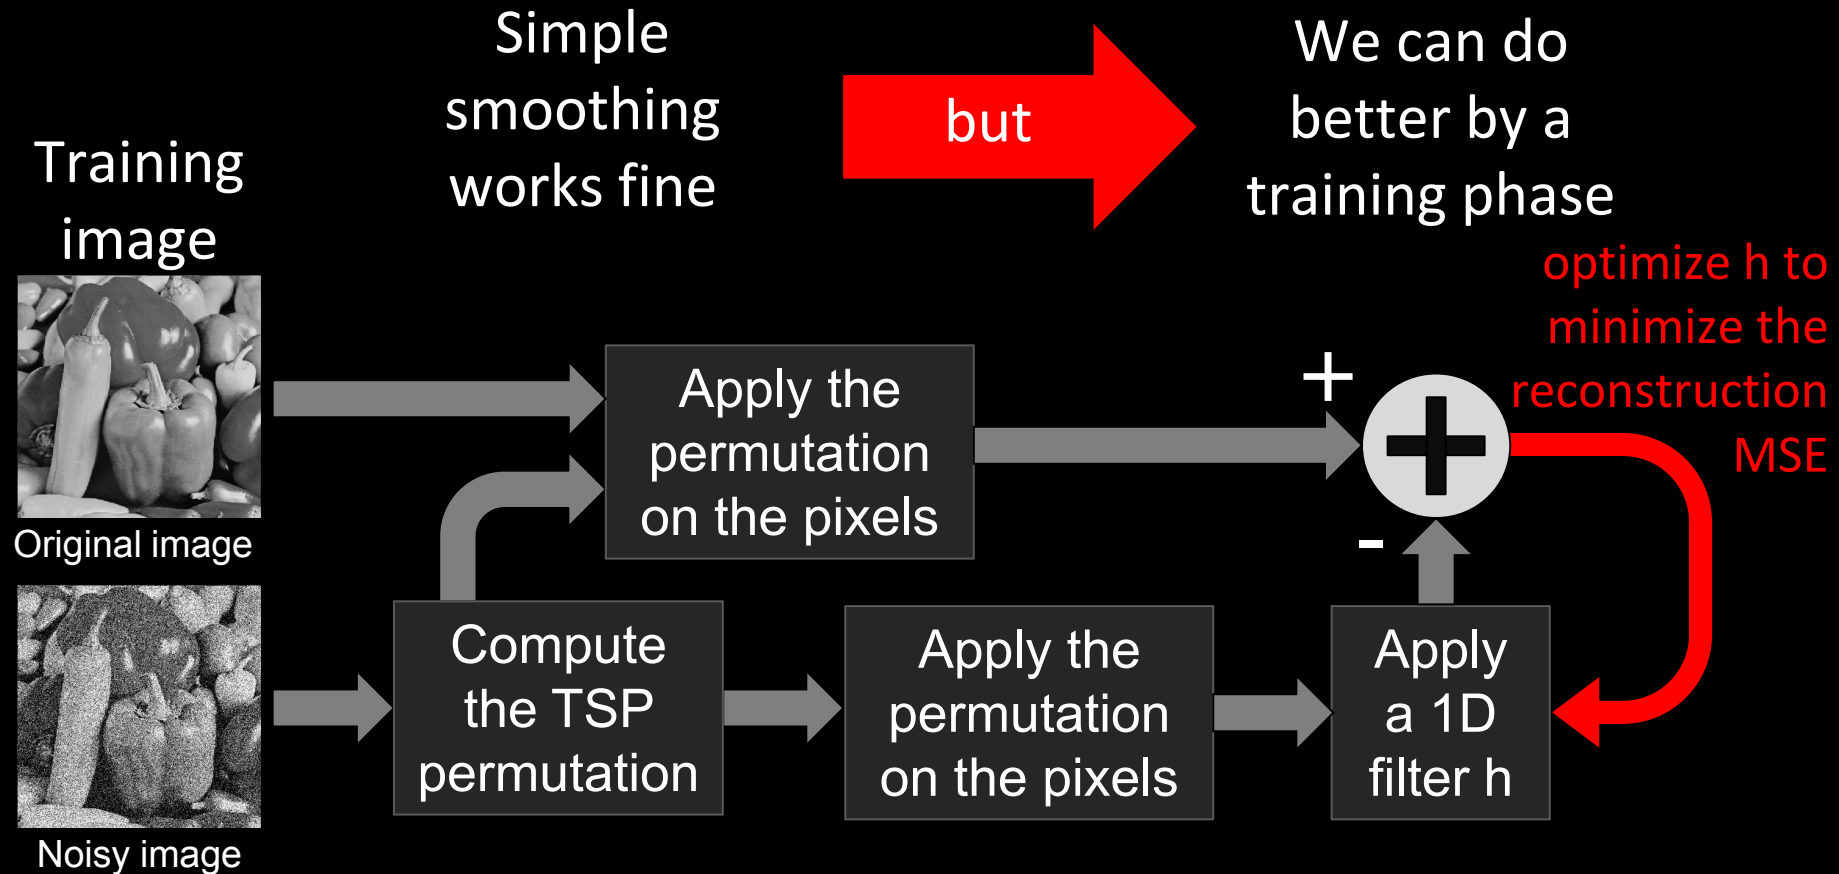 Simple
smoothing
works fine
but
We can do
better by a
training phase
Training
image
Original image
Noisy image
optimize h to
minimize the
reconstruction
MSE
Apply the
permutation
on the pixels
+
-
Compute
the TSP
permutation
Apply the
permutation
on the pixels
Apply
a 1D
filter h